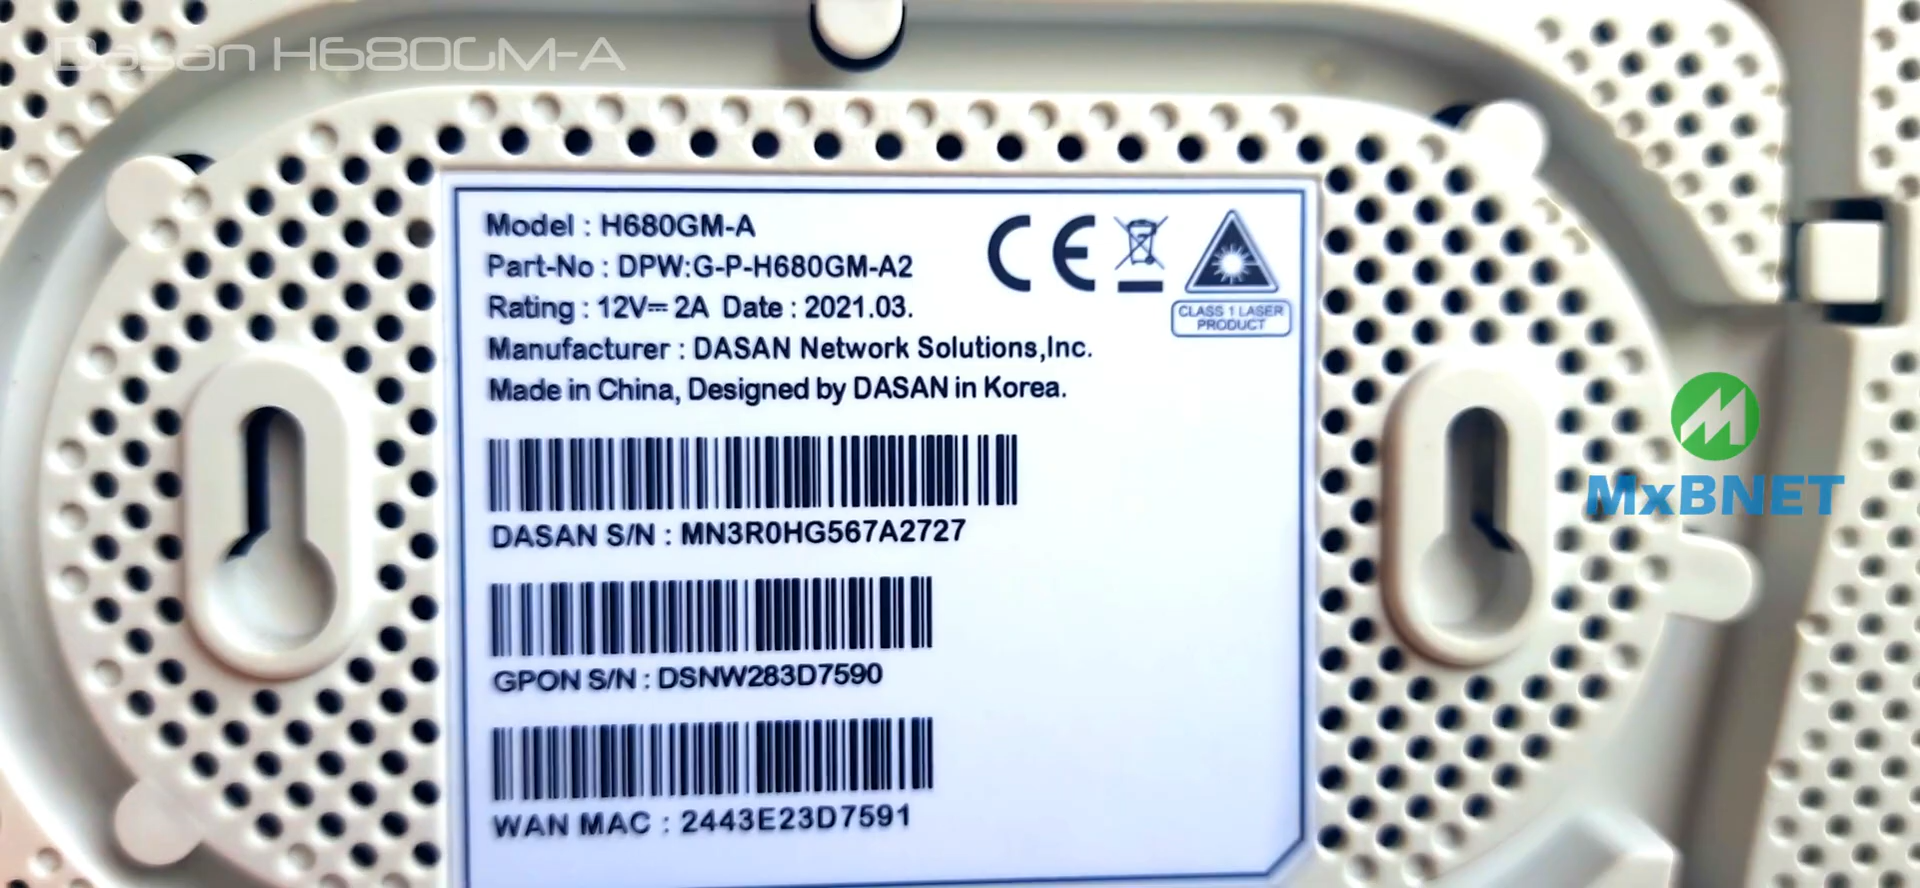 DaSan H680GM-A
Model : H680GM-A
Part-No : DPW:G-P-H680GM-A2
Rating : 12V⎓ 2A Date : 2021.03.
Manufacturer : DASAN Network Solutions,Inc.
Made in China, Designed by DASAN in Korea.
CE
CLASS 1 LASER
PRODUCT
DASAN S/N : MN3R0HG567A2727
GPON S/N : DSNW283D7590
WAN MAC : 2443E23D7591
MxBNET